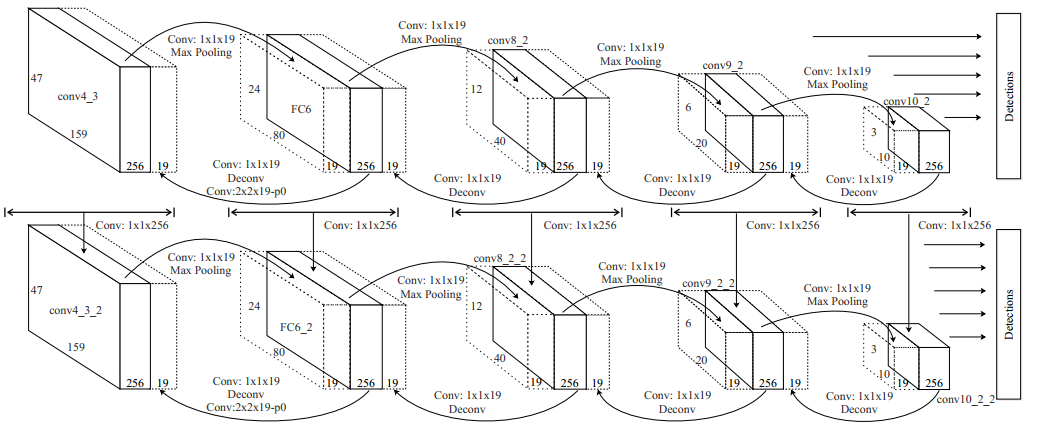 conv8_2
Conv: 1x1x19
Max Pooling
Conv: 1x1x19
Max Pooling
Conv: 1x1x19
Max Pooling
conv9_2
Conv: 1x1x19
Max Pooling
conv10_2
47
conv4_3
159
256
19
24
FC6
80
19
256
19
12
40
19
256
19
6
20
19
256
19
3
10
19
256
Detections
Conv: 1x1x19
Deconv
Conv:2x2x19-p0
Conv: 1x1x19
Deconv
Conv: 1x1x19
Deconv
Conv: 1x1x19
Deconv
Conv: 1x1x256
Conv: 1x1x256
Conv: 1x1x256
Conv: 1x1x256
Conv: 1x1x256
Conv: 1x1x19
Max Pooling
Conv: 1x1x19
Max Pooling
conv8_2_2
Conv: 1x1x19
Max Pooling
conv9_2_2
Conv: 1x1x19
Max Pooling
47
conv4_3_2
159
256
19
24
FC6_2
80
19
256
19
12
40
19
256
19
6
20
19
256
19
3
10
19
256
conv10_2_2
Detections
Conv: 1x1x19
Deconv
Conv:2x2x19-p0
Conv: 1x1x19
Deconv
Conv: 1x1x19
Deconv
Conv: 1x1x19
Deconv